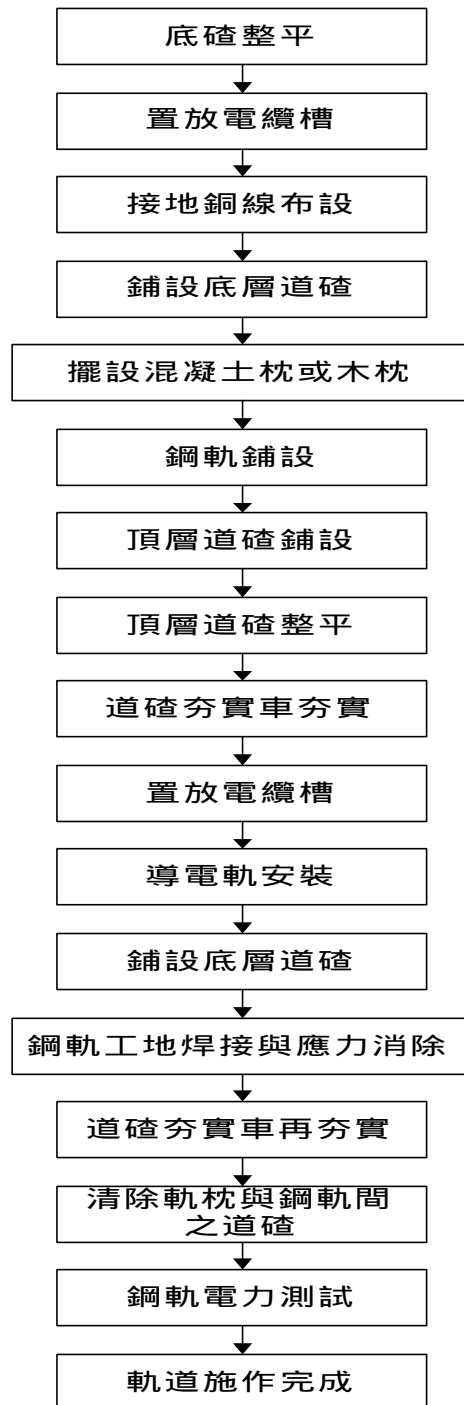 底碴整平
置放電纜槽
接地銅線布設
鋪設底層道碴
擺設混凝土枕或木枕
鋼軌鋪設
頂層道碴鋪設
頂層道碴整平
道碴夯實車夯實
置放電纜槽
導電軌安裝
鋪設底層道碴
鋼軌工地焊接與應力消除
道碴夯實車再夯實
清除軌枕與鋼軌間
之道碴
鋼軌電力測試
軌道施作完成